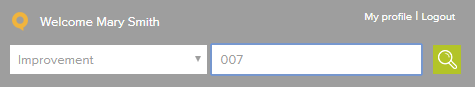 Welcome Mary Smith
My profile | Logout
Improvement
007